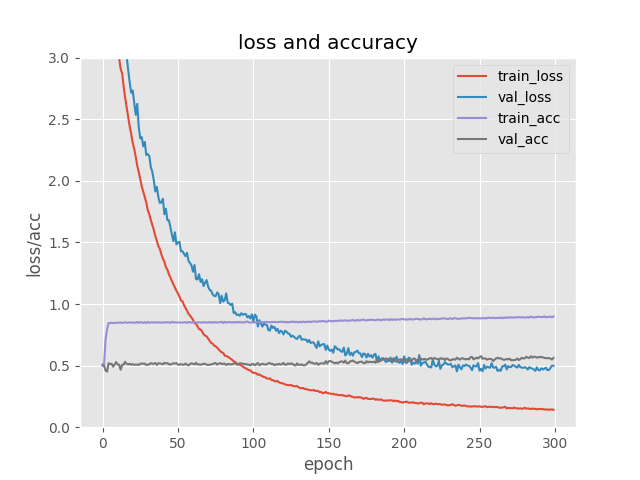 loss and accuracy
3.0
2.5
2.0
1.5
1.0
0.5
0.0
loss/acc
train_loss
val_loss
train_acc
val_acc
0 50 100 150 200 250 300
epoch